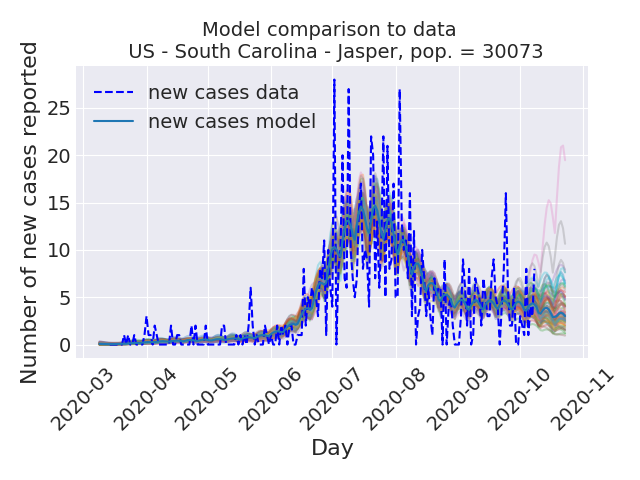 Model comparison to data
US - South Carolina - Jasper, pop. = 30073
Number of new cases reported
25
20
15
10
5
0
new cases data
new cases model
2020-03
2020-04
2020-05
2020-06
2020-07
2020-08
2020-09
2020-10
2020-11
Day